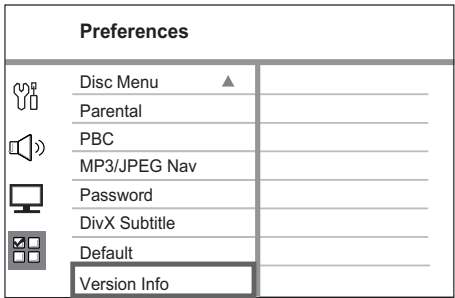 Preferences
Disc Menu
Parental
PBC
MP3/JPEG Nav
Password
DivX Subtitle
Default
Version Info